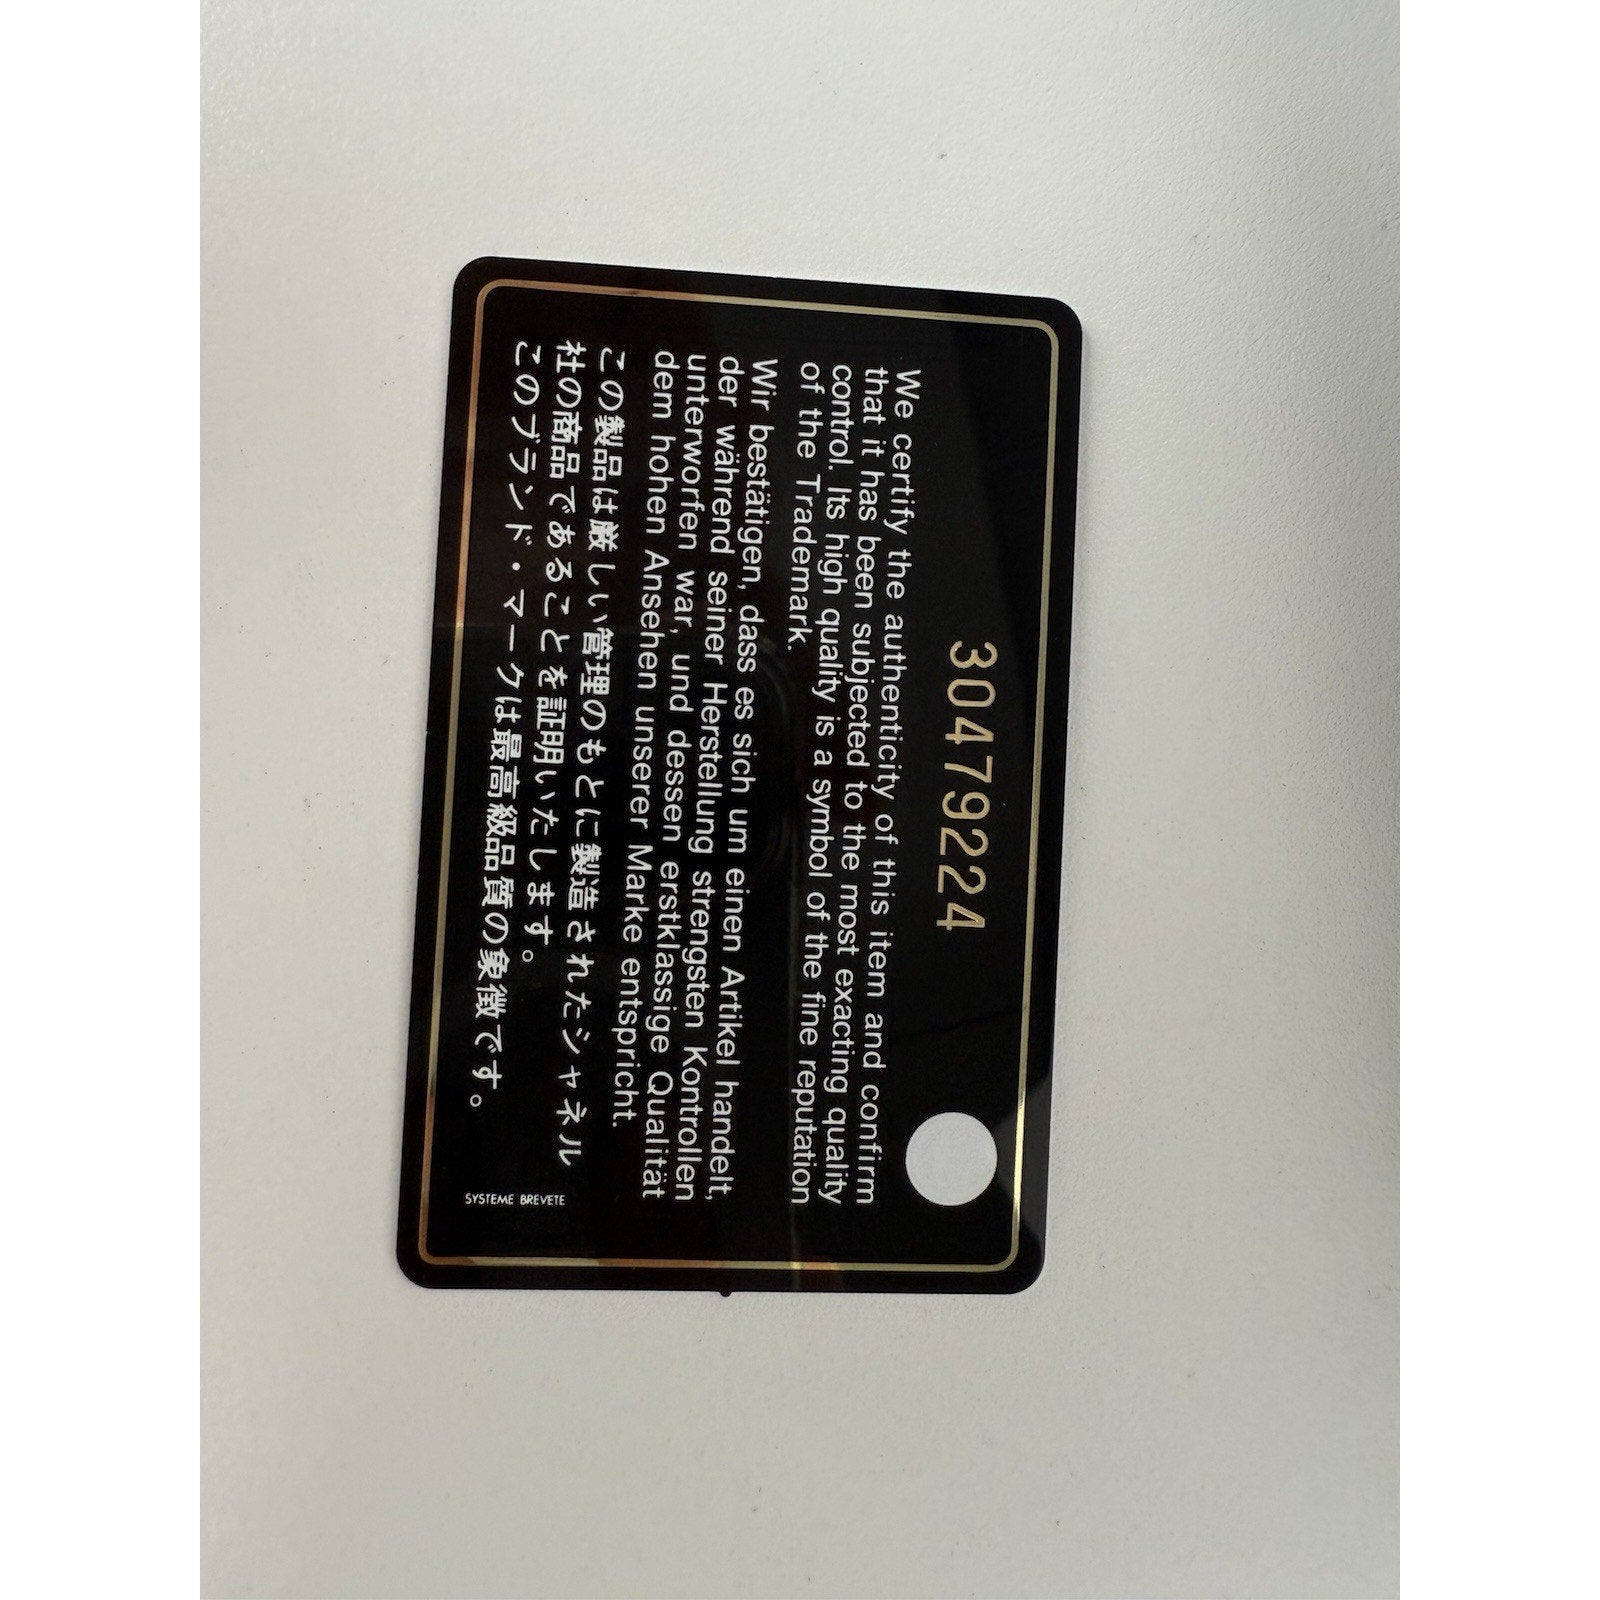 30479224
We certify the authenticity of this item and confirm
that it has been subjected to the most exacting quality
control. Its high quality is a symbol of the fine reputation
of the Trademark.
Wir bestätigen, dass es sich um einen Artikel handelt,
der während seiner Herstellung strengsten Kontrollen
unterworfen war, und dessen erstklassige Qualität
dem hohen Ansehen unserer Marke entspricht.
この製品は厳しい管理のもとに製造されたシャネル
社の商品であることを証明いたします。
このブランド・マークは最高級品質の象徴です。
SYSTEME BREVETE